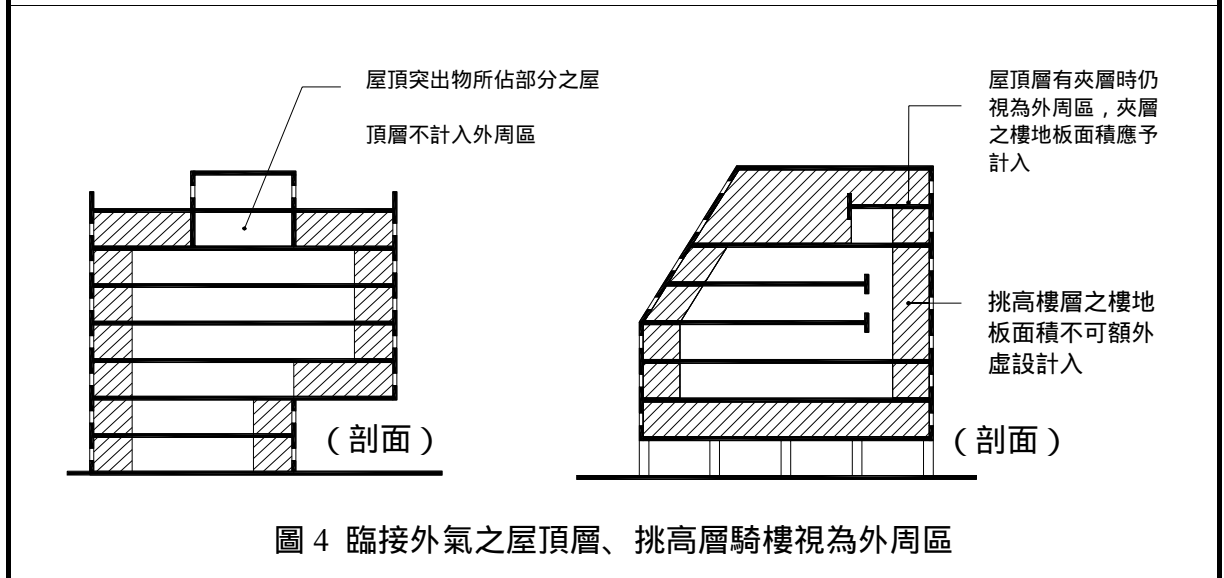 屋頂突出物所佔部分之屋
頂層不計入外周區
(剖面)
屋頂層有夾層時仍
視為外周區，夾層
之樓地板面積應予
計入
挑高樓層之樓地
板面積不可額外
虛設計入
(剖面)
圖 4 臨接外氣之屋頂層、挑高層騎樓視為外周區